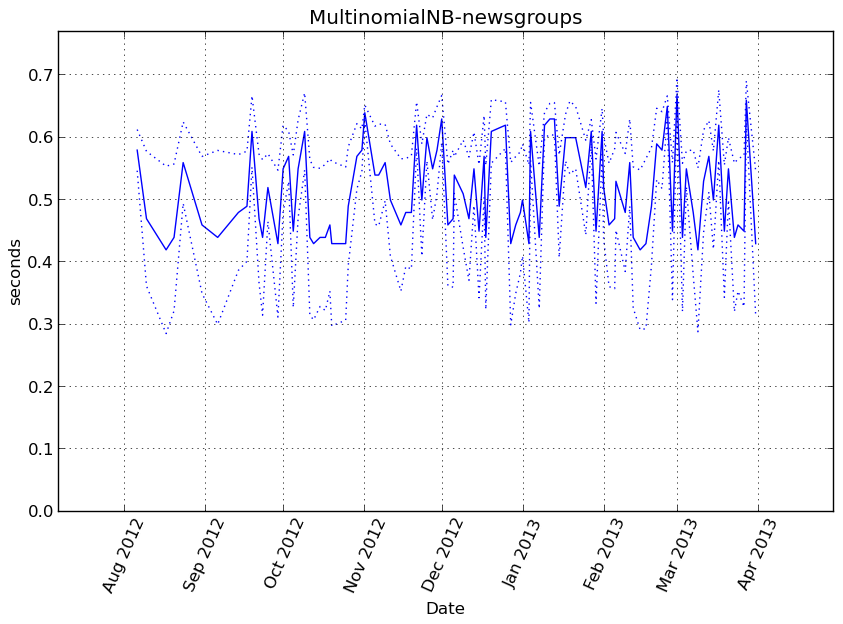 MultinomialNB-newsgroups
0.7
0.6
0.5
0.4
0.3
0.2
0.1
0.0
seconds
Aug 2012
Sep 2012
Oct 2012
Nov 2012
Dec 2012
Jan 2013
Feb 2013
Mar 2013
Apr 2013
Date